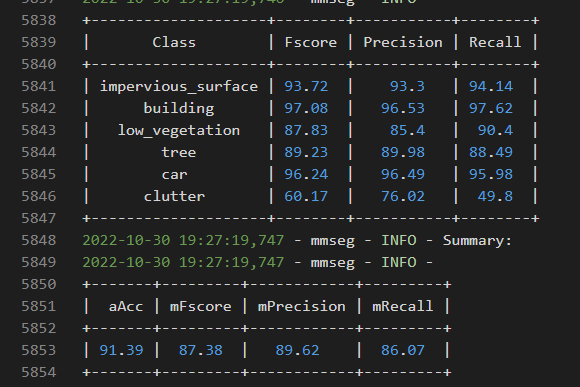 5837 2022-10-30 19:27:19,746 - mmseg - INFO -
5838 +--------------------+--------+-----------+--------+
5839 |       Class        | Fscore | Precision | Recall |
5840 +--------------------+--------+-----------+--------+
5841 | impervious_surface | 93.72  |    93.3   | 94.14  |
5842 |      building      | 97.08  |   96.53   | 97.62  |
5843 |   low_vegetation   | 87.83  |    85.4   |  90.4  |
5844 |        tree        | 89.23  |   89.98   | 88.49  |
5845 |        car         | 96.24  |   96.49   | 95.98  |
5846 |      clutter       | 60.17  |   76.02   |  49.8  |
5847 +--------------------+--------+-----------+--------+
5848 2022-10-30 19:27:19,747 - mmseg - INFO - Summary:
5849 2022-10-30 19:27:19,747 - mmseg - INFO -
5850 +-------+---------+------------+---------+
5851 |  aAcc | mFscore | mPrecision | mRecall |
5852 +-------+---------+------------+---------+
5853 | 91.39 |  87.38  |   89.62    |  86.07  |
5854 +-------+---------+------------+---------+